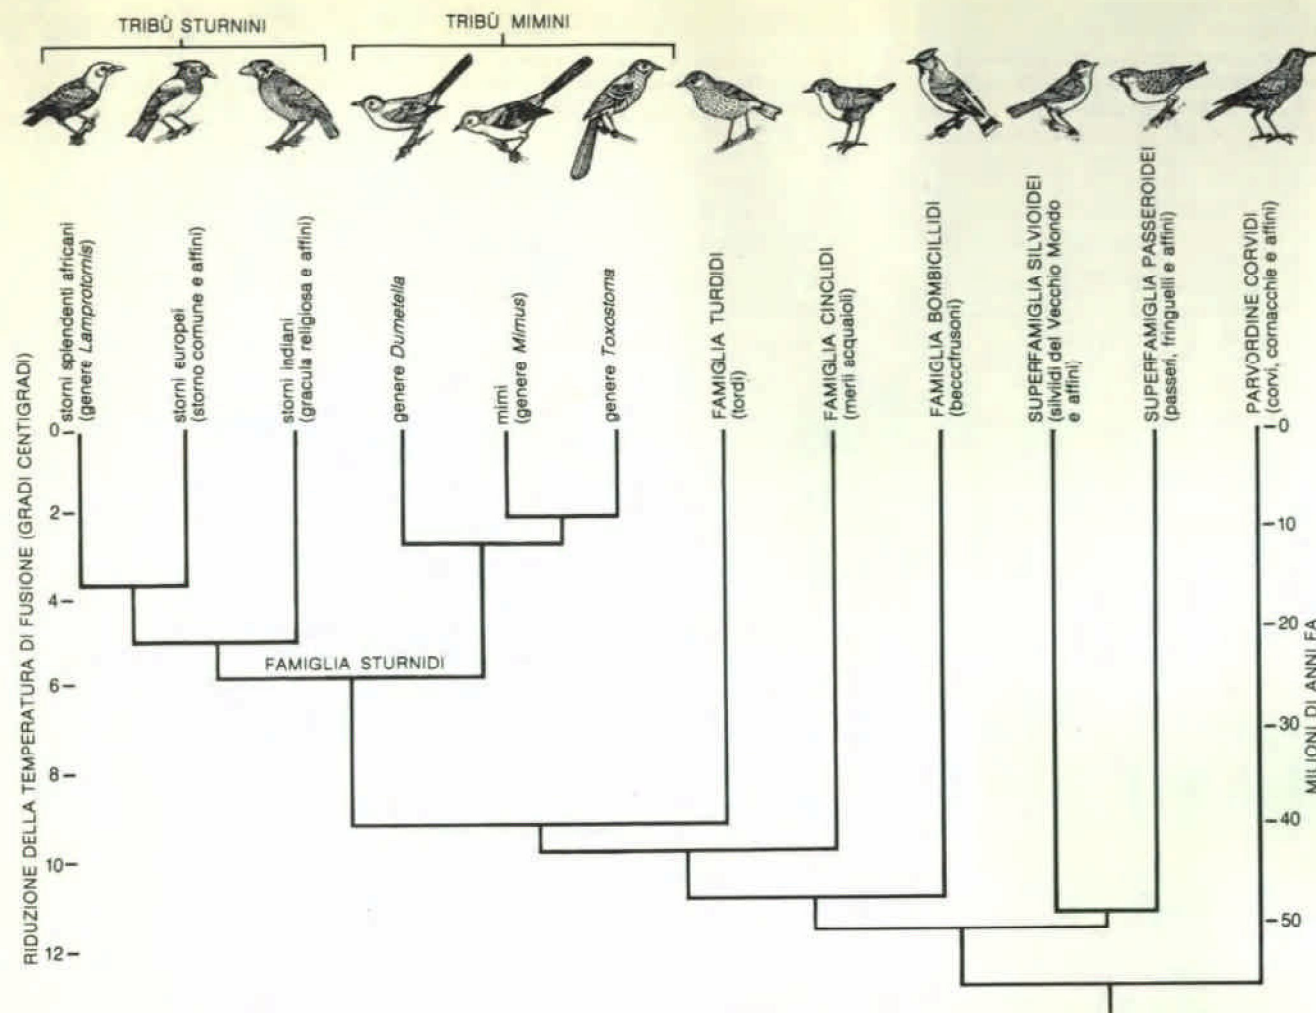 TRIBÙ STURNINI
TRIBÙ MIMINI
storni splendenti africani
(genere Lamprotornis)
storni europei
(storno comune e affini)
storni indiani
(gracula religiosa e affini)
genere Dumetella
mimi
(genere Mimus)
genere Toxostoma
FAMIGLIA TURDIDI
(tordi)
FAMIGLIA CINCLIDI
(merli acquaioli)
FAMIGLIA BOMBICILLIDI
(beccofrusoni)
SUPERFAMIGLIA SILVIOIDEI
(silviidi del Vecchio Mondo
e affini)
SUPERFAMIGLIA PASSEROIDEI
(passeri, fringuelli e affini)
PARVORDINE CORVIDI
(corvi, cornacchie e affini)
RIDUZIONE DELLA TEMPERATURA DI FUSIONE (GRADI CENTIGRADI)
0
2
4
6
8
10
12
FAMIGLIA STURNIDI
0
10
20
30
40
50
MILIONI DI ANNI FA